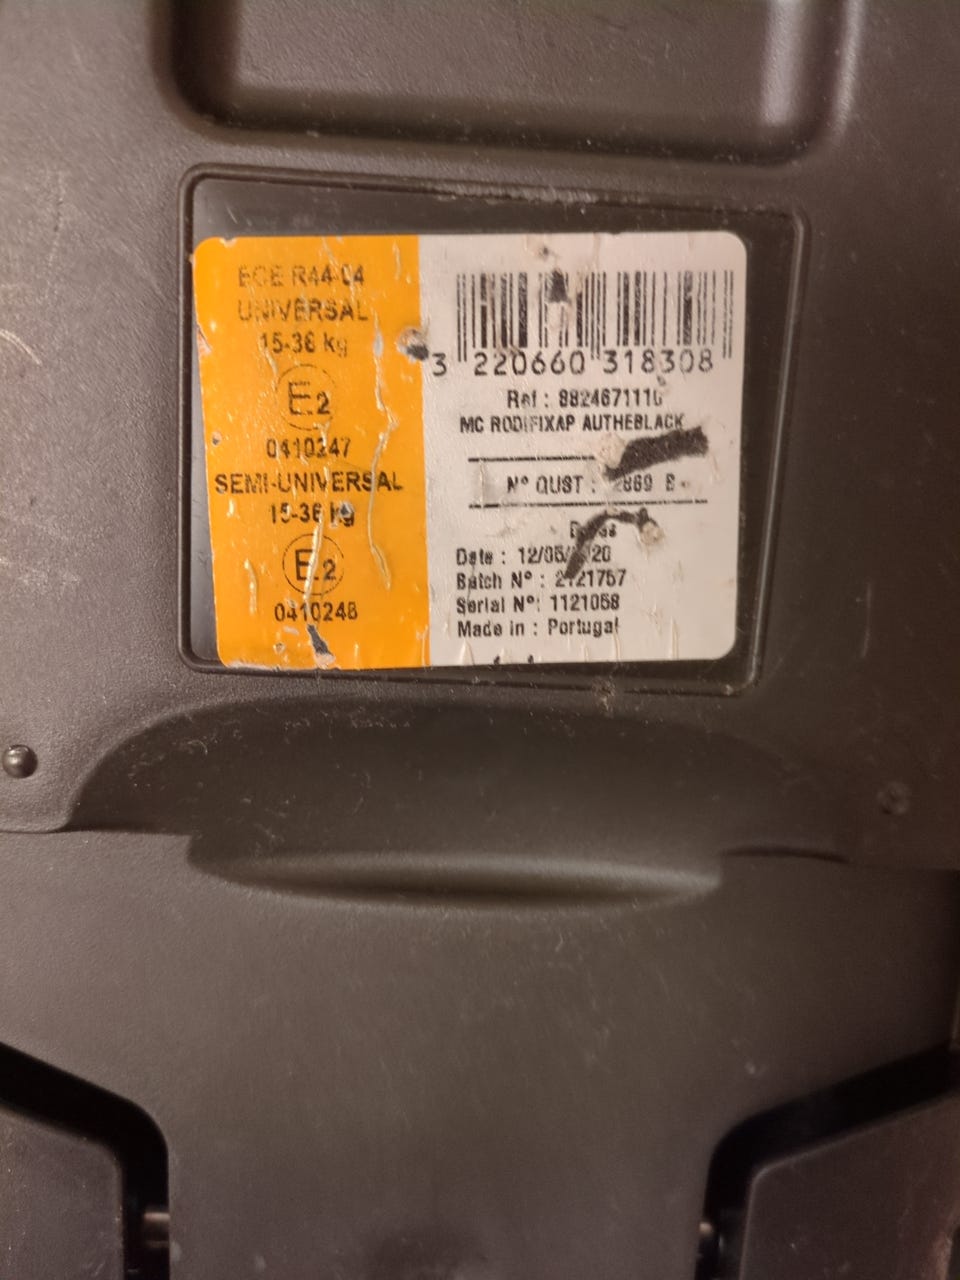 ECE R44-04
UNIVERSAL
15-36 kg
E2
0410247
SEMI-UNIVERSAL
15-36 kg
E2
0410248
3 220660 318308
Ref : 8824671110
MC RODIFIXAP AUTHEBLACK
N° QUST :
Date :
Batch N° : 2121757
Serial N°: 1121058
Made in : Portugal